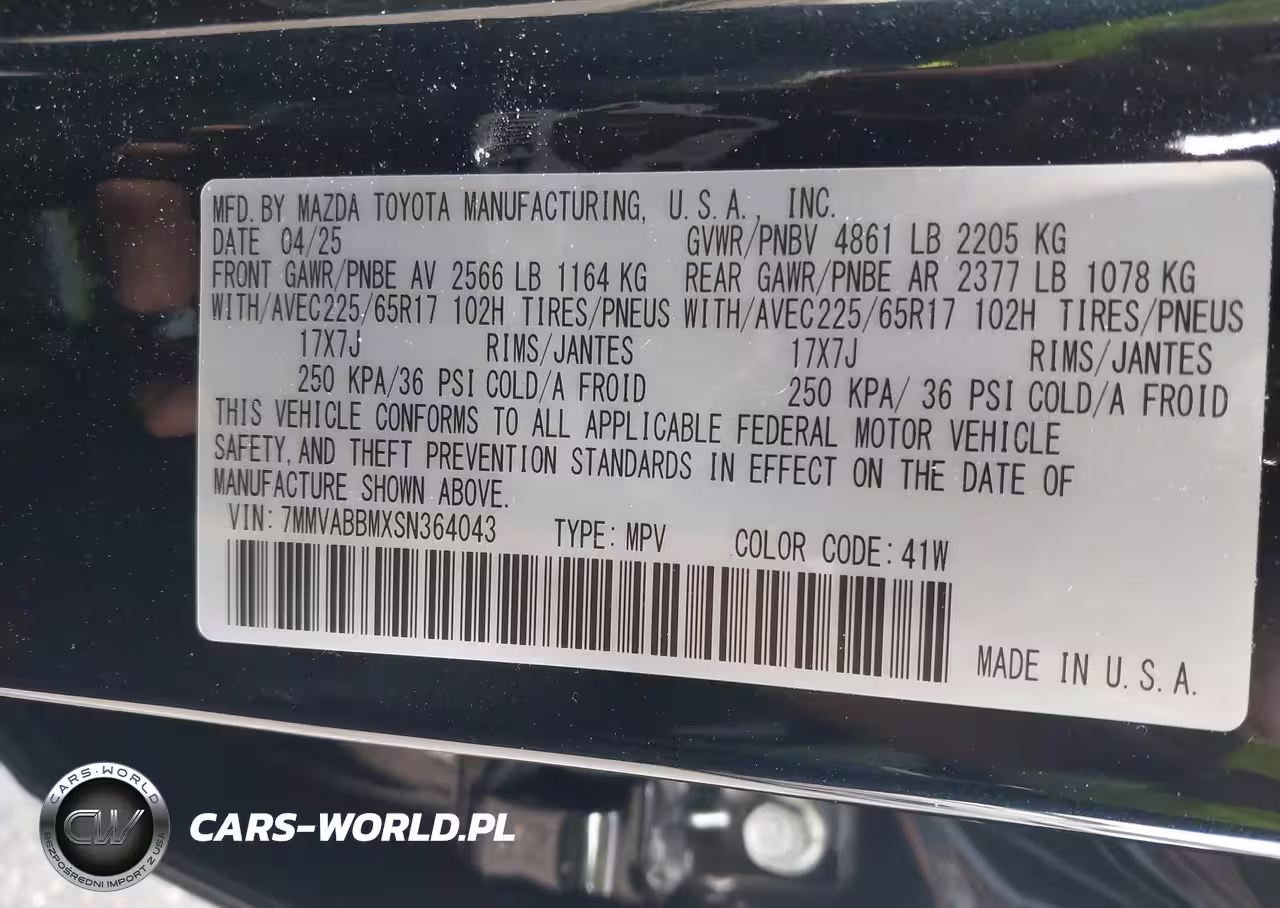 MFD. BY MAZDA TOYOTA MANUFACTURING, U.S.A., INC.
DATE 04/25 GVWR/PNBV 4861 LB 2205 KG
FRONT GAWR/PNBE AV 2566 LB 1164 KG REAR GAWR/PNBE AR 2377 LB 1078 KG
WITH/AVEC225/65R17 102H TIRES/PNEUS WITH/AVEC225/65R17 102H TIRES/PNEUS
17X7J RIMS/JANTES 17X7J RIMS/JANTES
250 KPA/36 PSI COLD/A FROID 250 KPA/ 36 PSI COLD/A FROID
THIS VEHICLE CONFORMS TO ALL APPLICABLE FEDERAL MOTOR VEHICLE
SAFETY, AND THEFT PREVENTION STANDARDS IN EFFECT ON THE DATE OF
MANUFACTURE SHOWN ABOVE.
VIN: 7MMVABBMXSN364043 TYPE: MPV COLOR CODE: 41W
MADE IN U.S.A.
CARS-WORLD
CW
BEZPOŚREDNI IMPORT Z USA
CARS-WORLD.PL